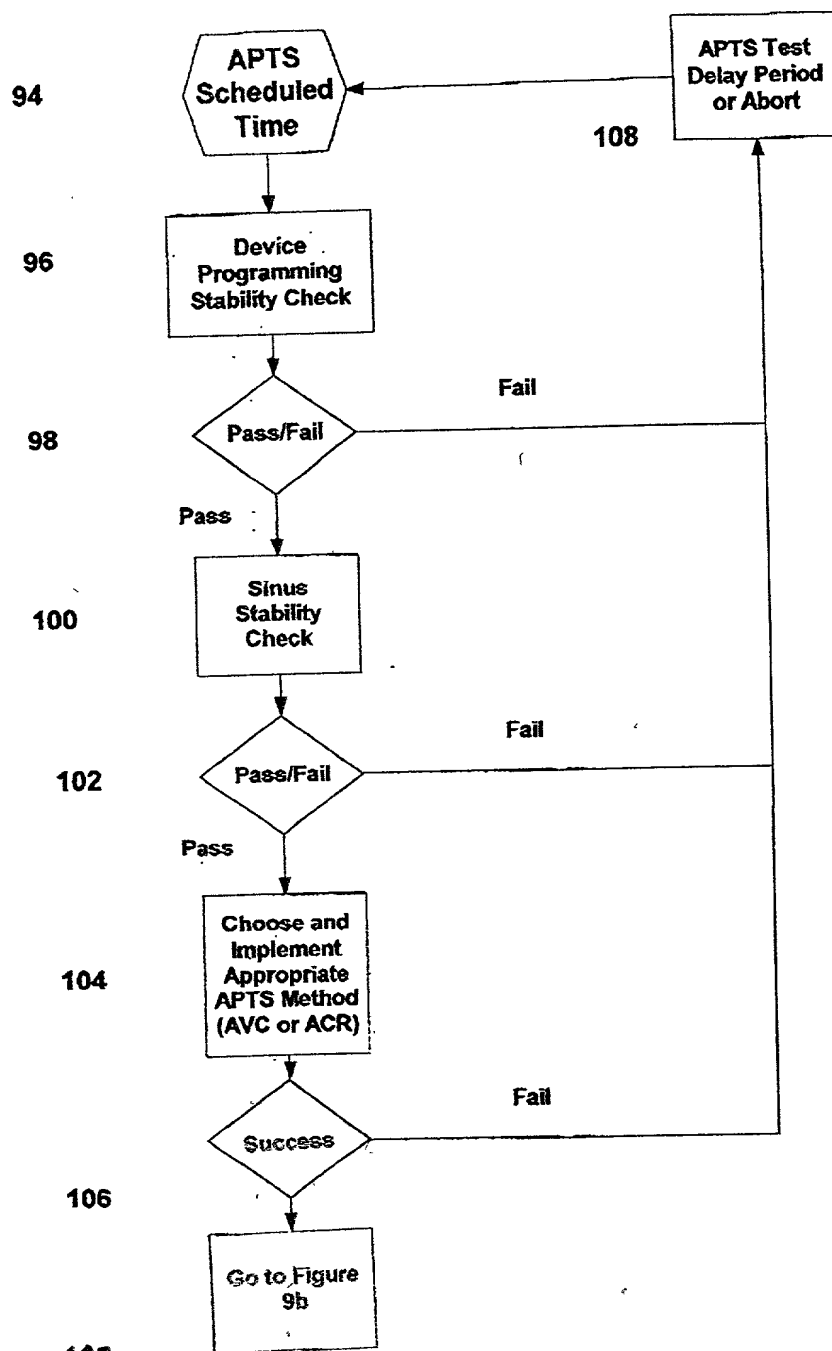 94
APTS
Scheduled
Time
APTS Test
Delay Period
or Abort
108
96
Device
Programming
Stability Check
98
Pass/Fail
Fail
Pass
100
Sinus
Stability
Check
102
Pass/Fail
Fail
Pass
104
Choose and
Implement
Appropriate
APTS Method
(AVC or ACR)
Success
Fail
106
Go to Figure
9b